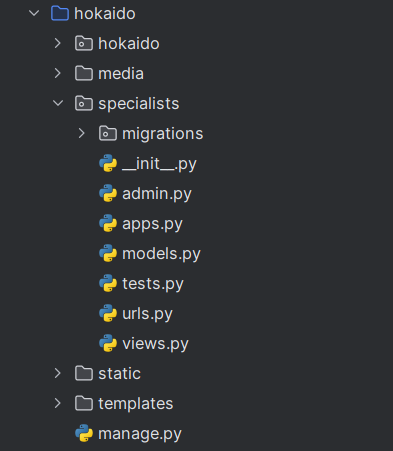 hokaido
hokaido
media
specialists
migrations
__init__.py
admin.py
apps.py
models.py
tests.py
urls.py
views.py
static
templates
manage.py